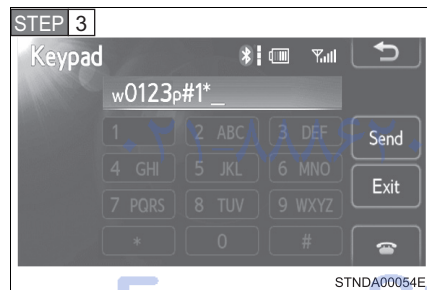 STEP 3
Keypad
w0123p#1*_
1 2 ABC 3 DEF Send
4 GHI 5 JKL 6 MNO
Exit
7 PQRS 8 TUV 9 WXYZ
* 0 #
STNDA00054E